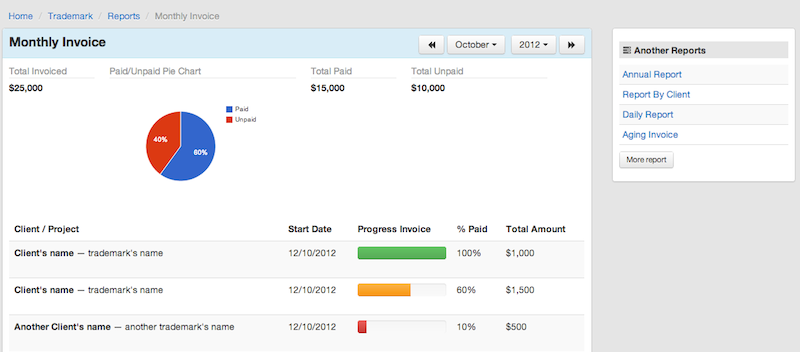 Home / Trademark / Reports / Monthly Invoice
Monthly Invoice
October
2012
Total Invoiced
$25,000
Paid/Unpaid Pie Chart
Total Paid
$15,000
Total Unpaid
$10,000
Paid
Unpaid
40%
60%
Client / Project Start Date Progress Invoice % Paid Total Amount
Client's name — trademark's name 12/10/2012 100% $1,000
Client's name — trademark's name 12/10/2012 60% $1,500
Another Client's name — another trademark's name 12/10/2012 10% $500
Another Reports
Annual Report
Report By Client
Daily Report
Aging Invoice
More report